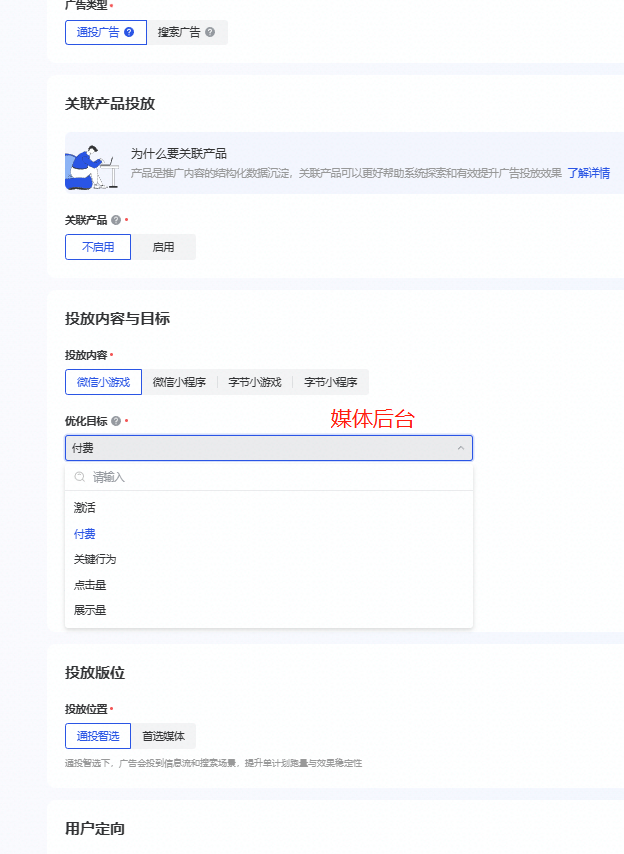 广告类型
通投广告 搜索广告
关联产品投放
为什么要关联产品
产品是推广内容的结构化数据沉淀，关联产品可以更好帮助系统探索和有效提升广告投放效果 了解详情
关联产品
不启用 启用
投放内容与目标
投放内容
微信小游戏 微信小程序 字节小游戏 字节小程序
优化目标
媒体后台
付费
请输入
激活
付费
关键行为
点击量
展示量
投放版位
投放位置
通投智选 首选媒体
通投智选下，广告会投到信息流和搜索场景，提升单计划跑量与效果稳定性
用户定向